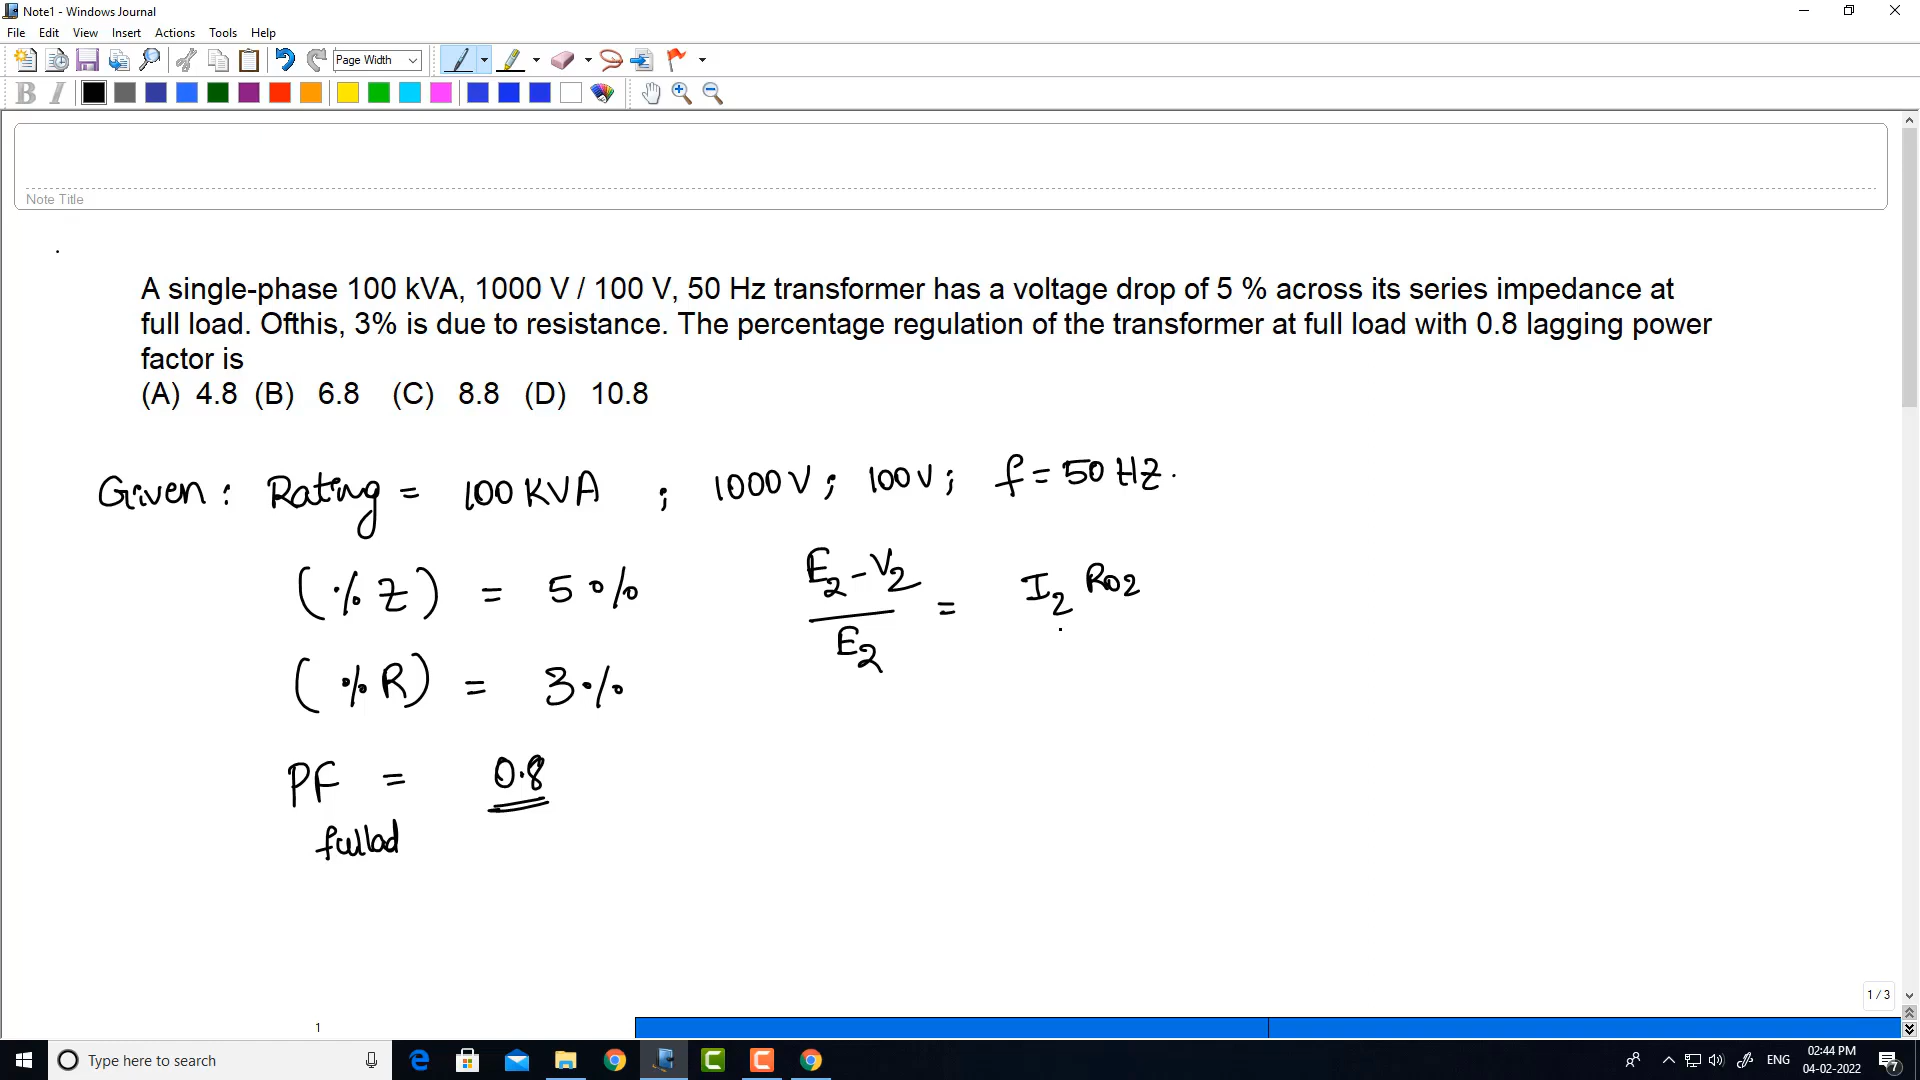 Note1 - Windows Journal
File Edit View Insert Actions Tools Help
Page Width
B I
Note Title
A single-phase 100 kVA, 1000 V / 100 V, 50 Hz transformer has a voltage drop of 5 % across its series impedance at
full load. Ofthis, 3% is due to resistance. The percentage regulation of the transformer at full load with 0.8 lagging power
factor is
(A) 4.8 (B) 6.8 (C) 8.8 (D) 10.8
Given : Rating = 100 KVA ; 1000 V ; 100 V ; f = 50 HZ .
(% Z) = 5 %
E2 - V2 / E2 = I2 R02
(% R) = 3 %
PF = 0.8
fullad
1 / 3
1
Type here to search
ENG
02:44 PM
04-02-2022
7